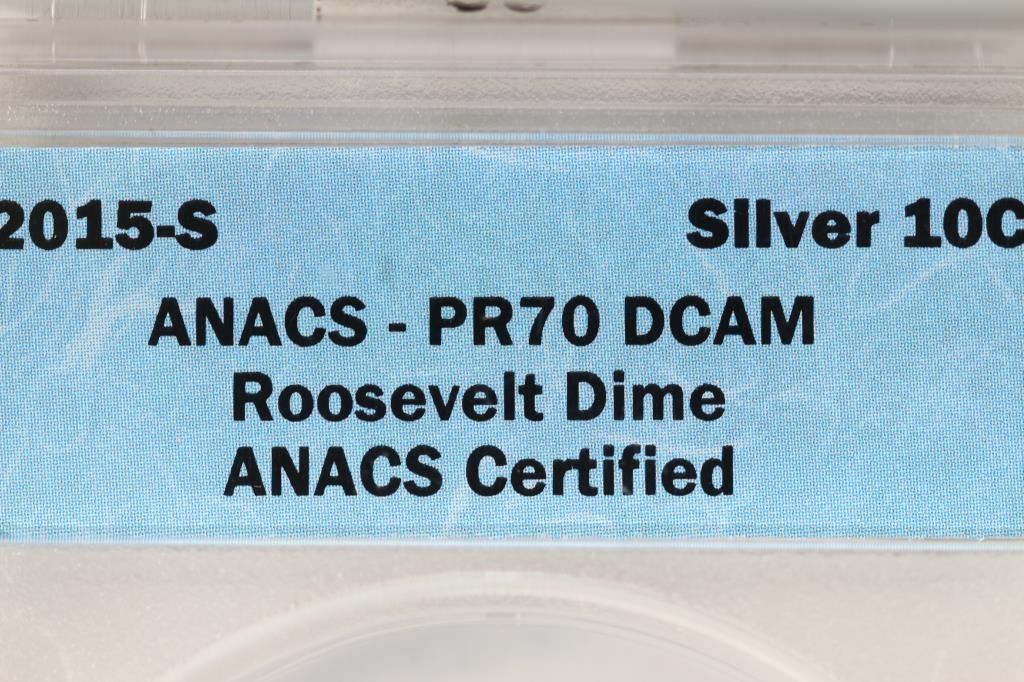 2015-S Silver 10C
ANACS - PR70 DCAM
Roosevelt Dime
ANACS Certified